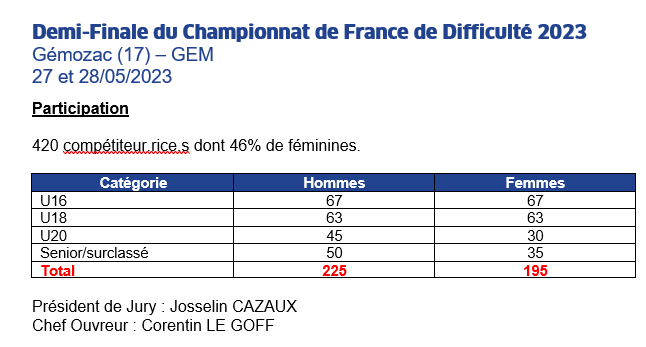 Demi-Finale du Championnat de France de Difficulté 2023
Gémozac (17) – GEM
27 et 28/05/2023
Participation
420 compétiteur.rice.s dont 46% de féminines.
Catégorie Hommes Femmes
U16 67 67
U18 63 63
U20 45 30
Senior/surclassé 50 35
Total 225 195
Président de Jury : Josselin CAZAUX
Chef Ouvreur : Corentin LE GOFF